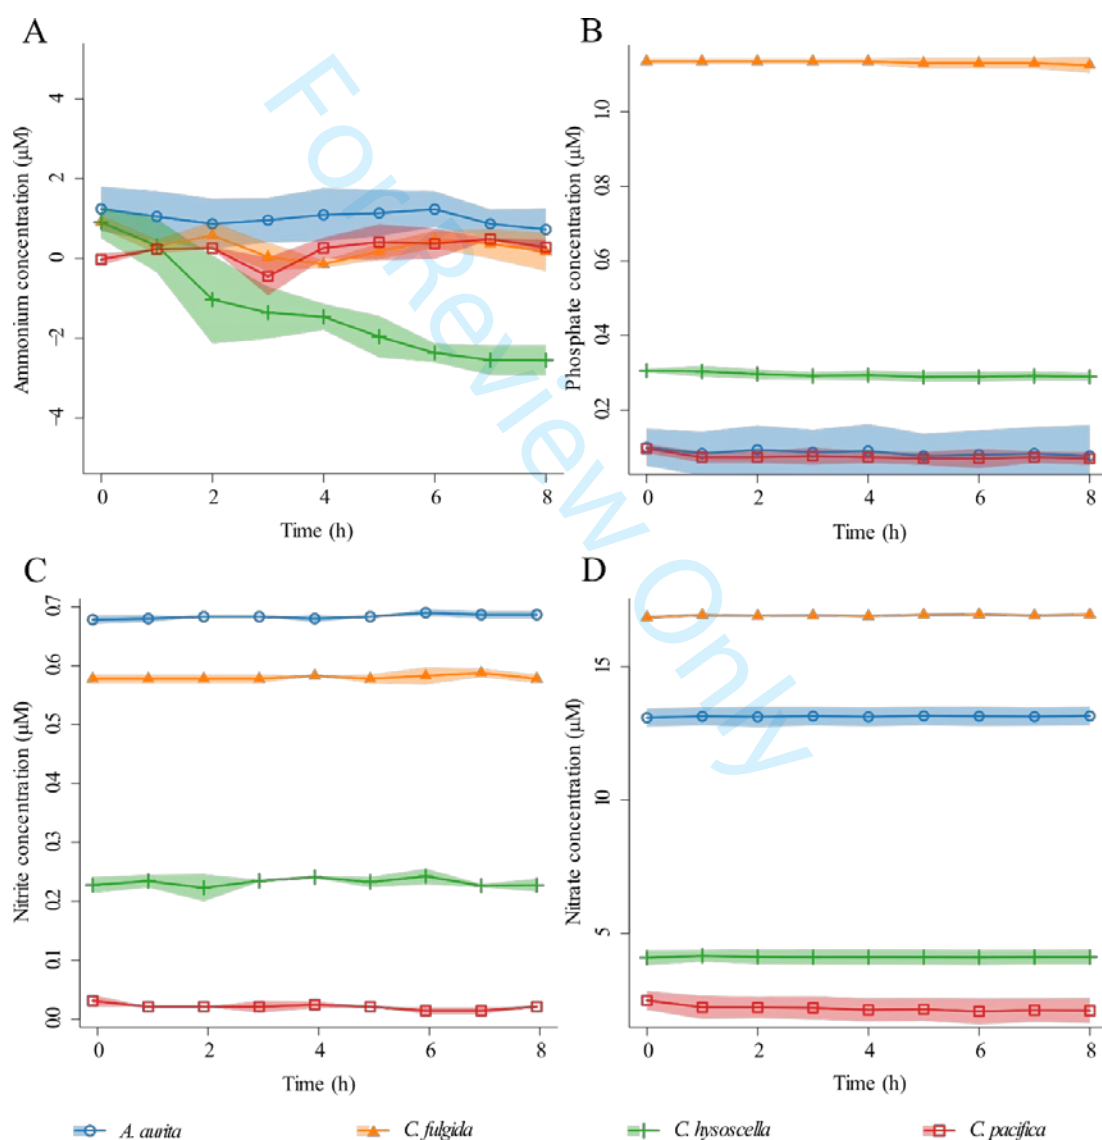 A
B
Ammonium concentration (µM)
4
2
0
−2
−4
0 2 4 6 8
Time (h)
Phosphate concentration (µM)
1.0
0.8
0.6
0.4
0.2
0 2 4 6 8
Time (h)
For Review Only
C
D
Nitrite concentration (µM)
0.7
0.6
0.5
0.4
0.3
0.2
0.1
0.0
0 2 4 6 8
Time (h)
Nitrate concentration (µM)
15
10
5
0 2 4 6 8
Time (h)
A. aurita C. fulgida C. hysoscella C. pacifica